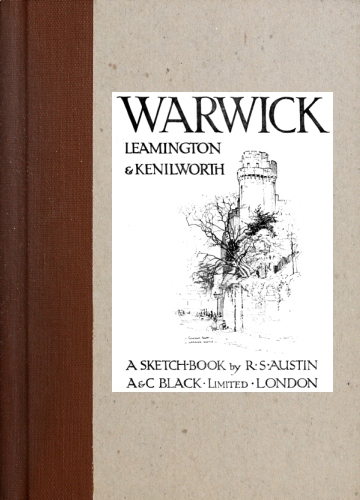 WARWICK
LEAMINGTON
& KENILWORTH
A SKETCH·BOOK by R·S·AUSTIN
A&C BLACK·LIMITED·LONDON